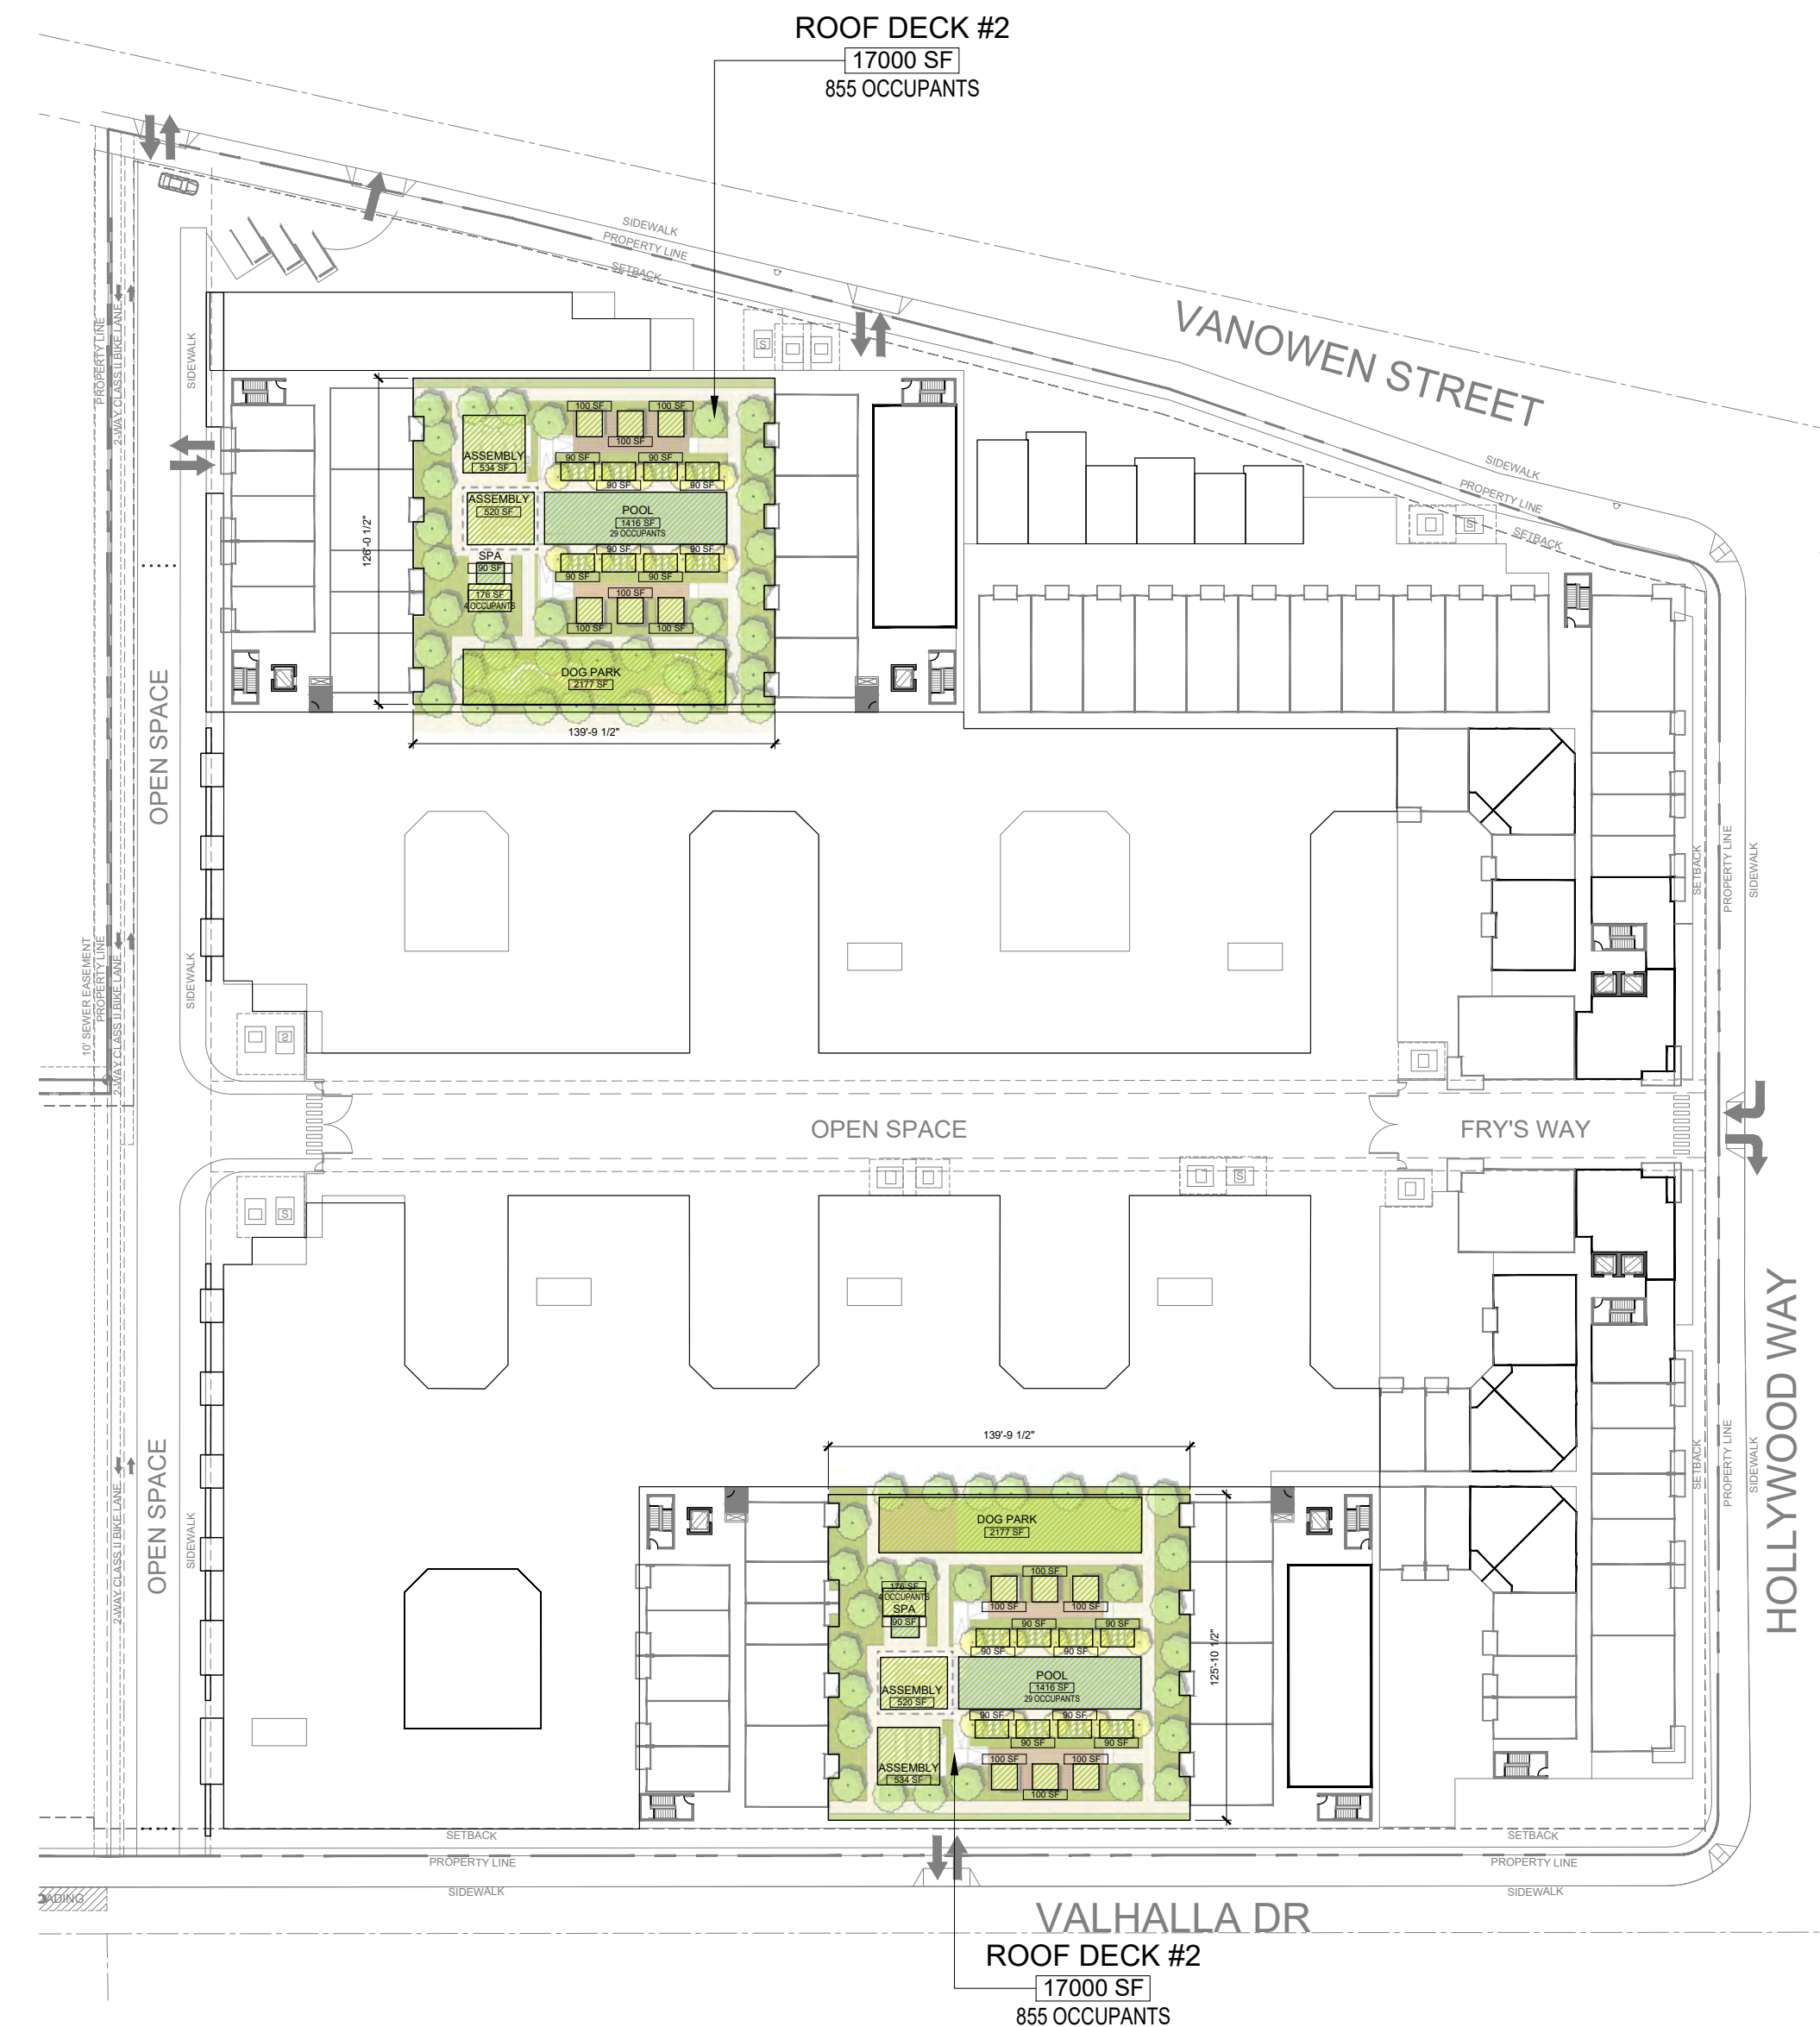 ROOF DECK #2
17000 SF
855 OCCUPANTS
SIDEWALK
PROPERTY LINE
SETBACK
VANOWEN STREET
PROPERTY LINE
2-WAY CLASS II BIKE LANE
SIDEWALK
S
100 SF
100 SF
100 SF
ASSEMBLY
534 SF
90 SF
90 SF
90 SF
90 SF
ASSEMBLY
520 SF
POOL
1416 SF
29 OCCUPANTS
126'-0 1/2"
SPA
90 SF
176 SF
4 OCCUPANTS
90 SF
90 SF
90 SF
90 SF
100 SF
100 SF
100 SF
DOG PARK
2177 SF
139'-9 1/2"
SIDEWALK
PROPERTY LINE
SETBACK
S
OPEN SPACE
SETBACK
PROPERTY LINE
SIDEWALK
10' SEWER EASEMENT
PROPERTY LINE
2-WAY CLASS II BIKE LANE
SIDEWALK
S
OPEN SPACE
FRY'S WAY
S
S
HOLLYWOOD WAY
OPEN SPACE
2-WAY CLASS II BIKE LANE
SIDEWALK
SETBACK
PROPERTY LINE
SIDEWALK
139'-9 1/2"
DOG PARK
2177 SF
176 SF
4 OCCUPANTS
SPA
90 SF
100 SF
100 SF
100 SF
90 SF
90 SF
90 SF
90 SF
125'-10 1/2"
POOL
1416 SF
29 OCCUPANTS
ASSEMBLY
520 SF
90 SF
90 SF
90 SF
90 SF
ASSEMBLY
534 SF
100 SF
100 SF
100 SF
SETBACK
SETBACK
PROPERTY LINE
PROPERTY LINE
SIDEWALK
SIDEWALK
VALHALLA DR
ROOF DECK #2
17000 SF
855 OCCUPANTS